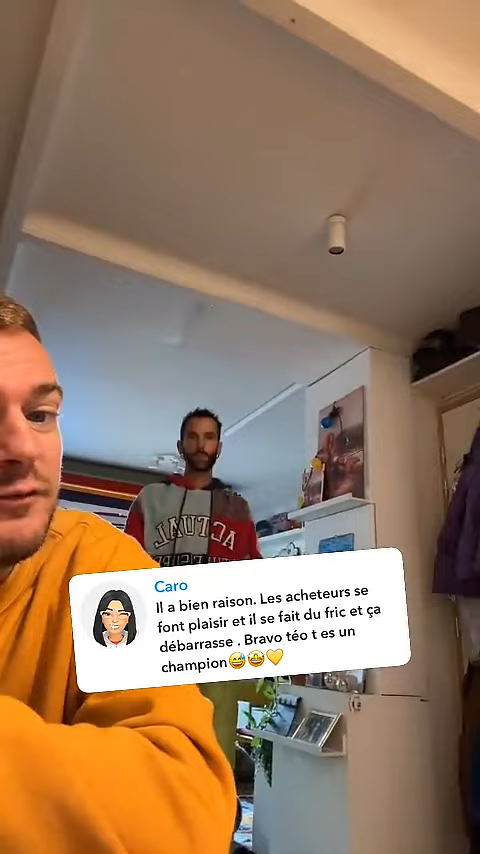 ACTUAL
Caro
Il a bien raison. Les acheteurs se
font plaisir et il se fait du fric et ça
débarrasse . Bravo téo t es un
champion😅🤩💛